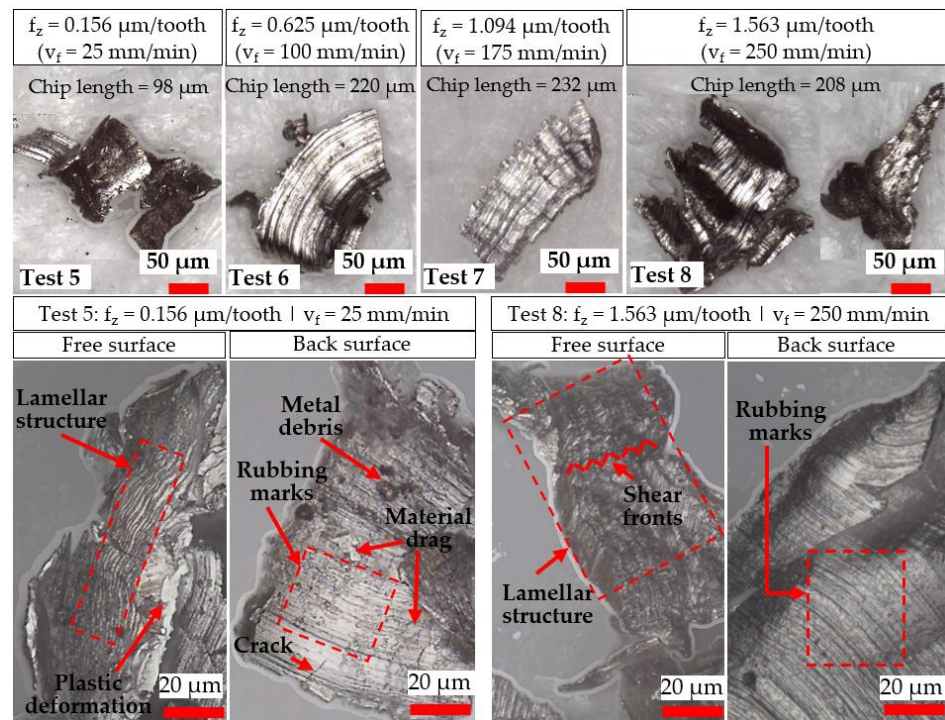 f_z = 0.156 µm/tooth
(v_f = 25 mm/min)
f_z = 0.625 µm/tooth
(v_f = 100 mm/min)
f_z = 1.094 µm/tooth
(v_f = 175 mm/min)
f_z = 1.563 µm/tooth
(v_f = 250 mm/min)
Chip length = 98 µm
Chip length = 220 µm
Chip length = 232 µm
Chip length = 208 µm
50 µm
Test 5
50 µm
Test 6
50 µm
Test 7
50 µm
Test 8
Test 5: f_z = 0.156 µm/tooth | v_f = 25 mm/min
Free surface
Back surface
Lamellar
structure
Plastic
deformation
20 µm
Metal
debris
Rubbing
marks
Material
drag
Crack
20 µm
Test 8: f_z = 1.563 µm/tooth | v_f = 250 mm/min
Free surface
Back surface
Shear
fronts
Lamellar
structure
20 µm
Rubbing
marks
20 µm